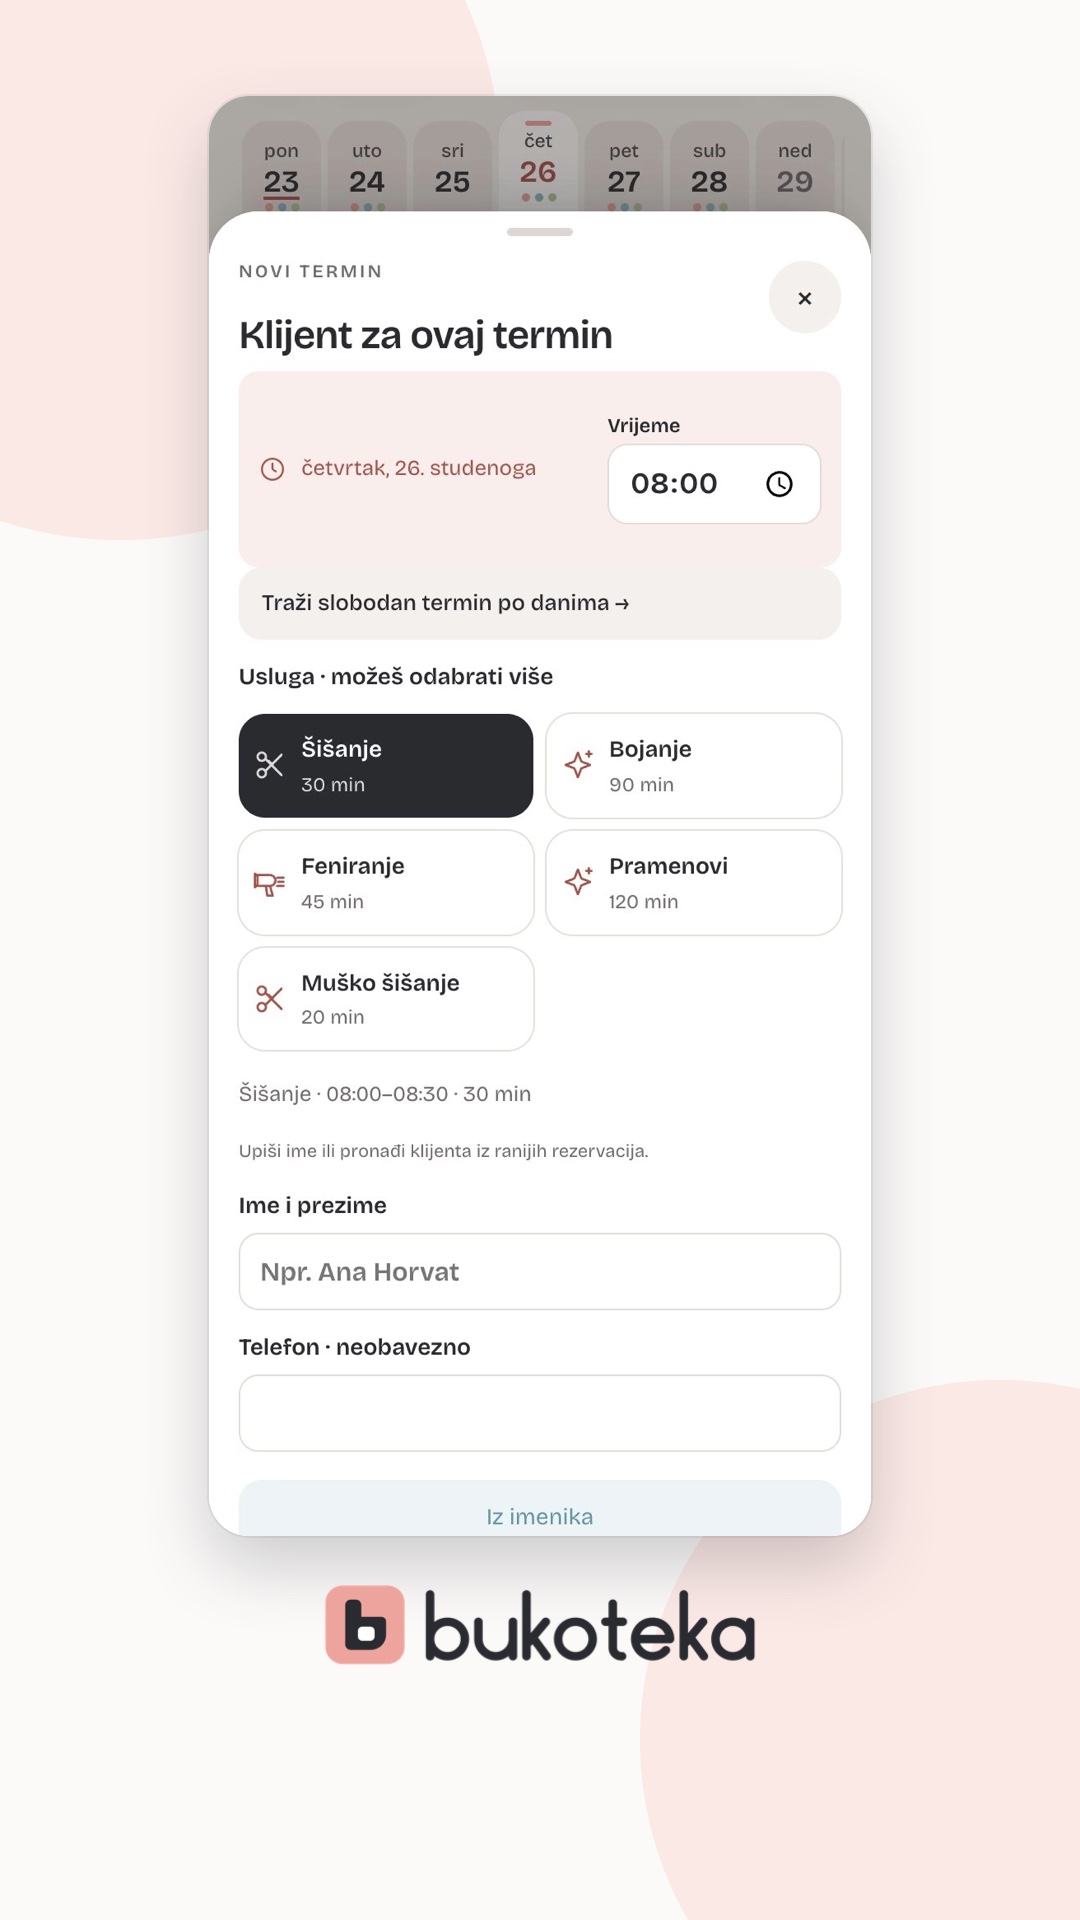 pon uto sri čet pet sub ned
23 24 25 26 27 28 29
NOVI TERMIN
×
Klijent za ovaj termin
Vrijeme
četvrtak, 26. studenoga
08:00
Traži slobodan termin po danima →
Usluga · možeš odabrati više
Šišanje
30 min
Bojanje
90 min
Feniranje
45 min
Pramenovi
120 min
Muško šišanje
20 min
Šišanje · 08:00–08:30 · 30 min
Upiši ime ili pronađi klijenta iz ranijih rezervacija.
Ime i prezime
Npr. Ana Horvat
Telefon · neobavezno
Iz imenika
b bukoteka